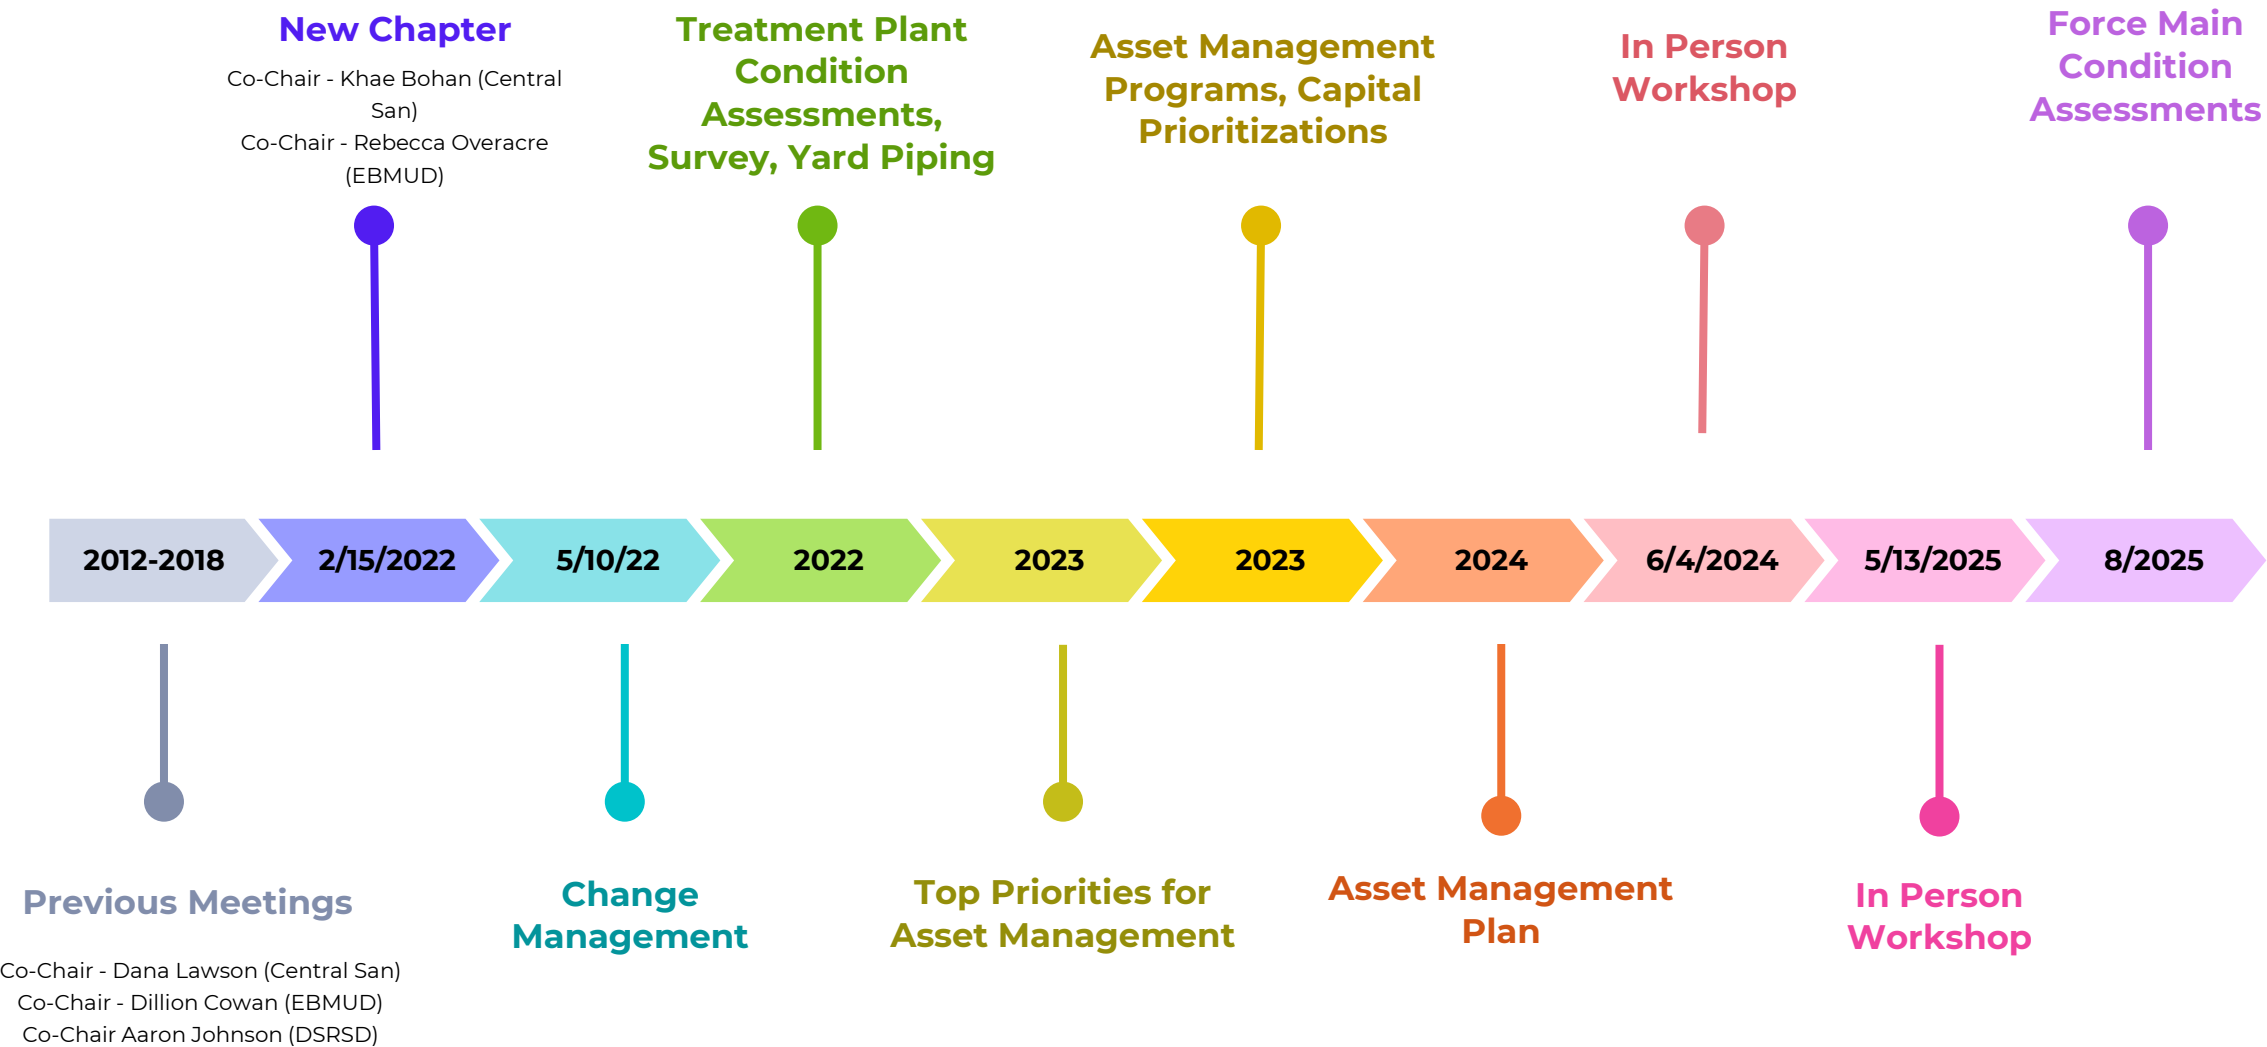 New Chapter
Co-Chair - Khae Bohan (Central
San)
Co-Chair - Rebecca Overacre
(EBMUD)
Treatment Plant
Condition
Assessments,
Survey, Yard Piping
Asset Management
Programs, Capital
Prioritizations
In Person
Workshop
Force Main
Condition
Assessments
2012-2018
2/15/2022
5/10/22
2022
2023
2023
2024
6/4/2024
5/13/2025
8/2025
Previous Meetings
Co-Chair - Dana Lawson (Central San)
Co-Chair - Dillion Cowan (EBMUD)
Co-Chair Aaron Johnson (DSRSD)
Change
Management
Top Priorities for
Asset Management
Asset Management
Plan
In Person
Workshop